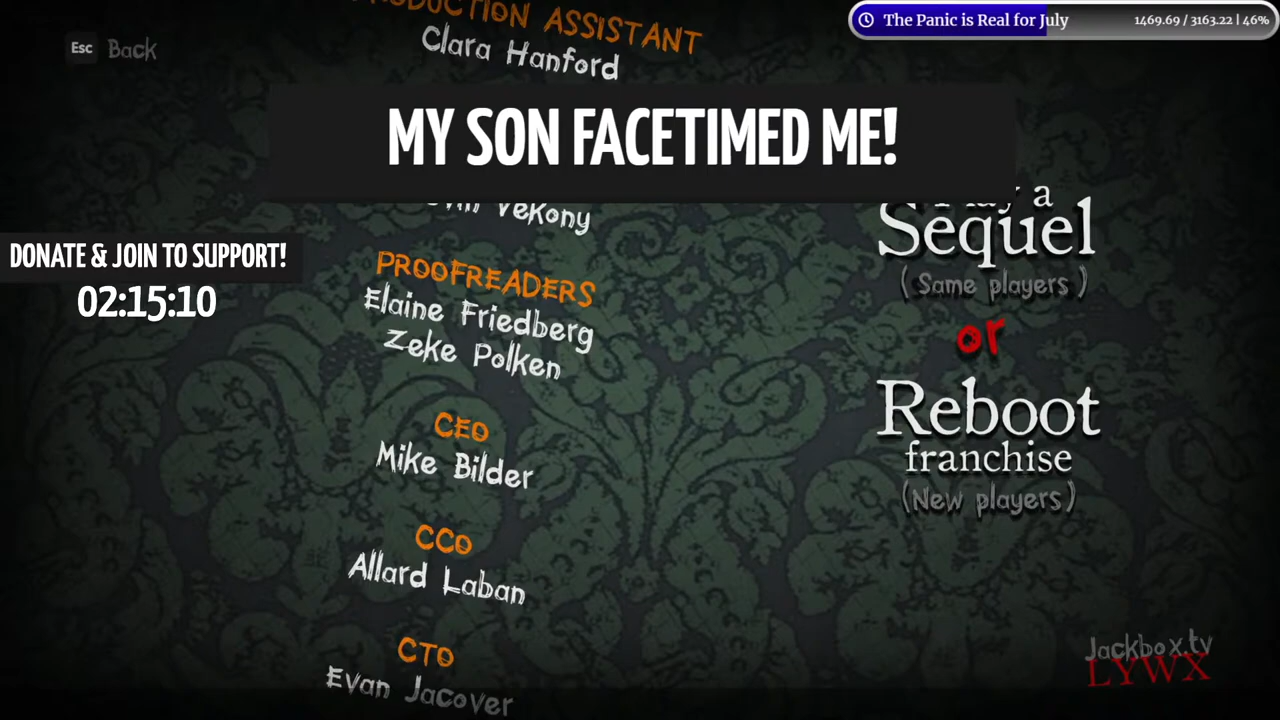 PRODUCTION ASSISTANT
Clara Hanford
The Panic is Real for July
1469.69 / 3163.22 | 46%
Esc Back
MY SON FACETIMED ME!
Vekony
DONATE & JOIN TO SUPPORT!
02:15:10
PROOFREADERS
Elaine Friedberg
Zeke Polken
CEO
Mike Bilder
CCO
Allard Laban
CTO
Evan Jacover
Play a
Sequel
( Same players )
or
Reboot
franchise
(New players)
Jackbox.tv
LYWX